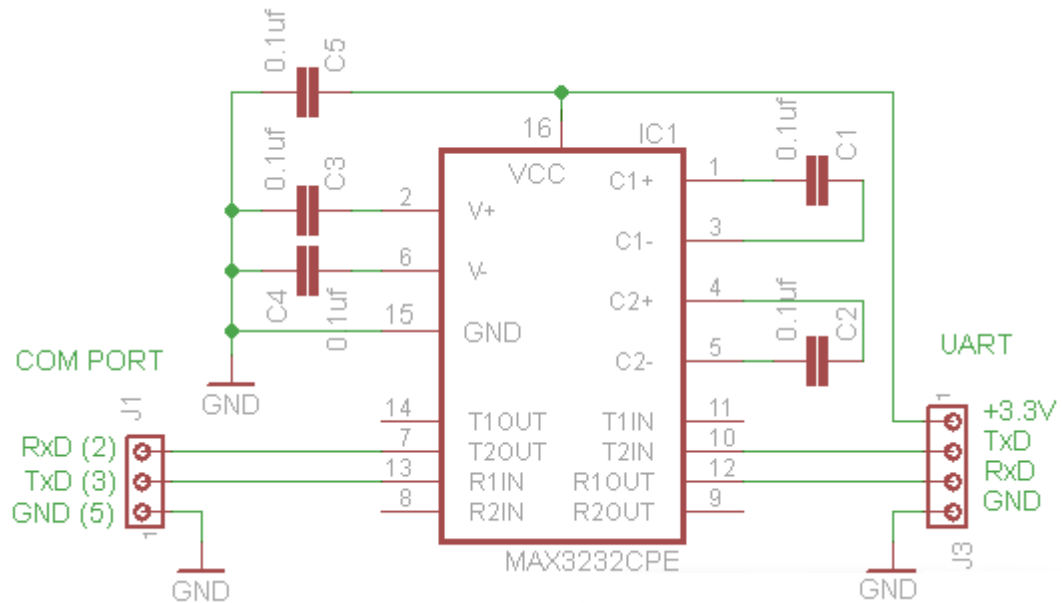 0.1uf
C5
16
IC1
0.1uf
C3
0.1uf
C1
VCC
C1+
1
2
V+
C1-
3
6
V-
C2+
4
C4
0.1uf
15
GND
0.1uf
C2
C2-
5
UART
COM PORT
GND
J1
14
T1OUT
T1IN
11
1
+3.3V
RxD (2)
7
T2OUT
T2IN
10
TxD
TxD (3)
13
R1IN
R1OUT
12
RxD
GND (5)
8
R2IN
R2OUT
9
GND
1
J3
MAX3232CPE
GND
GND